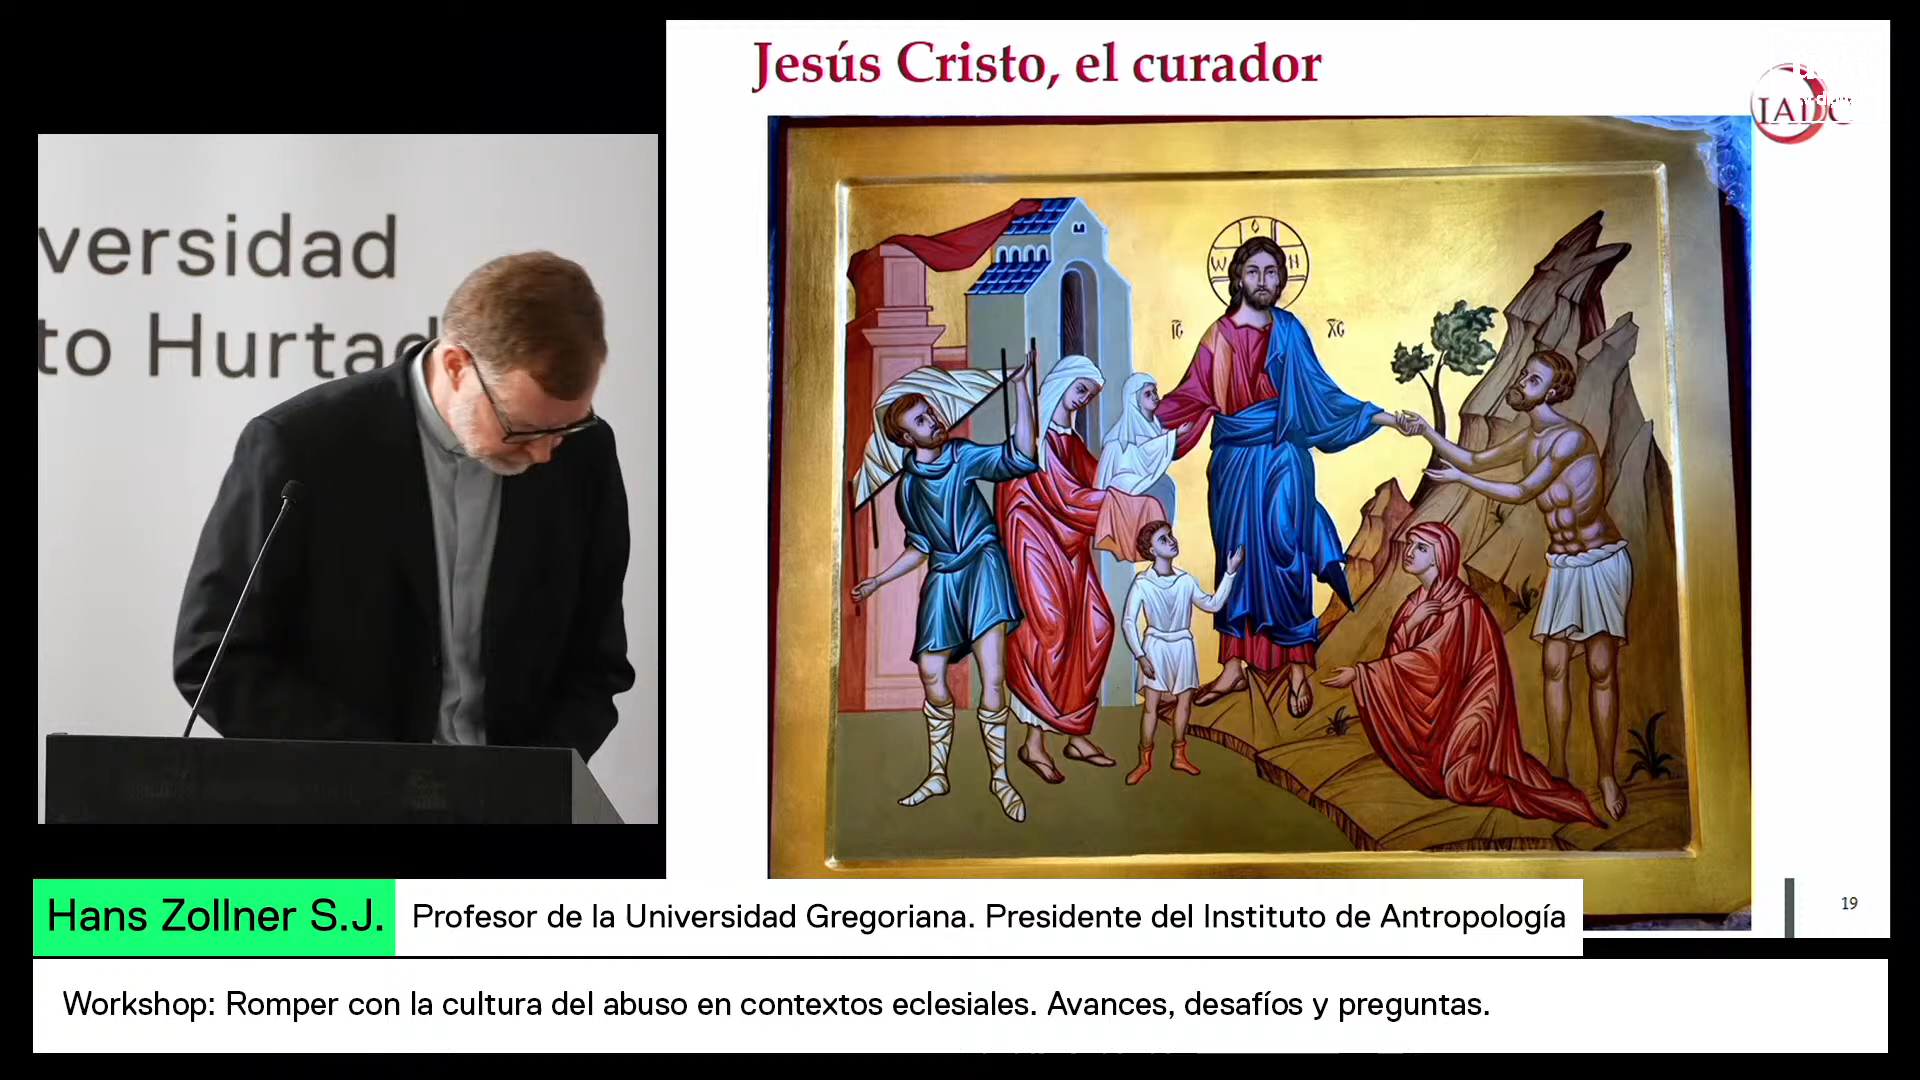 Jesús Cristo, el curador
IADC
versidad
to Hurtad
IC
XC
19
Hans Zollner S.J.
Profesor de la Universidad Gregoriana. Presidente del Instituto de Antropología
Workshop: Romper con la cultura del abuso en contextos eclesiales. Avances, desafíos y preguntas.